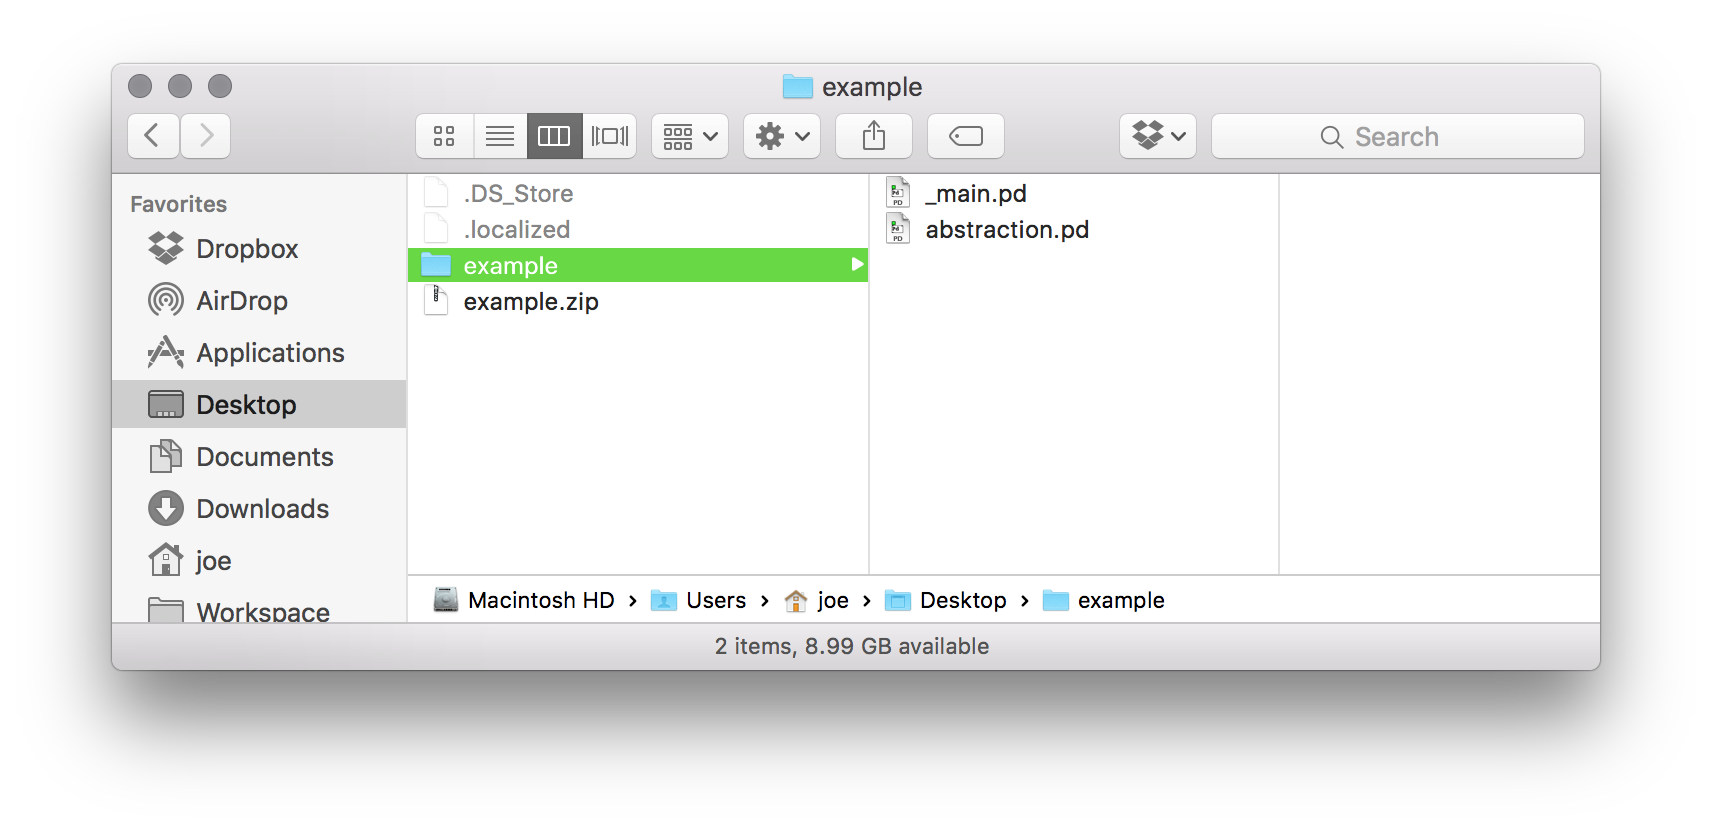 example
Search
Favorites
Dropbox
AirDrop
Applications
Desktop
Documents
Downloads
joe
Workspace
.DS_Store
.localized
example
example.zip
_main.pd
abstraction.pd
Macintosh HD › Users › joe › Desktop › example
2 items, 8.99 GB available